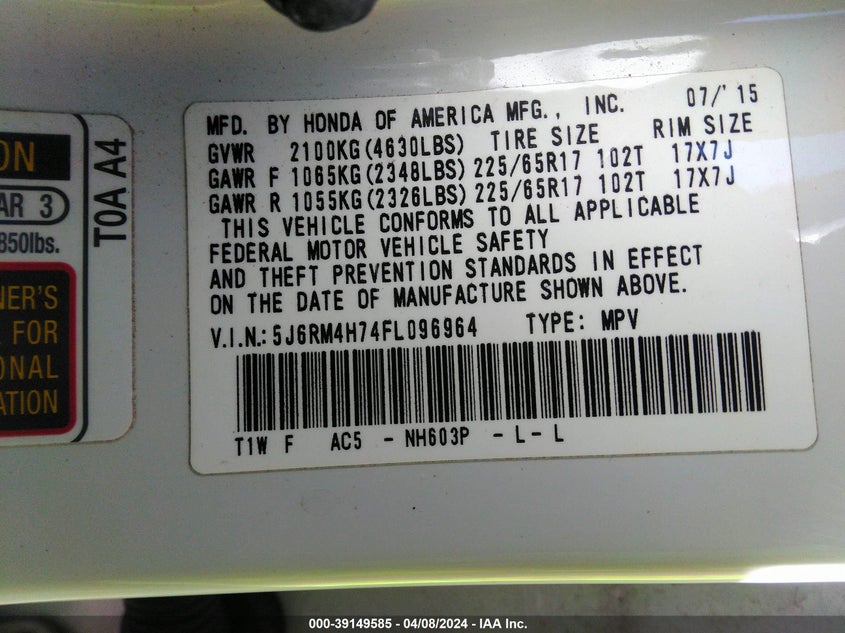 MFD. BY HONDA OF AMERICA MFG., INC. 07/'15
GVWR 2100KG(4630LBS) TIRE SIZE RIM SIZE
GAWR F 1065KG(2348LBS) 225/65R17 102T 17X7J
GAWR R 1055KG(2326LBS) 225/65R17 102T 17X7J
THIS VEHICLE CONFORMS TO ALL APPLICABLE
FEDERAL MOTOR VEHICLE SAFETY
AND THEFT PREVENTION STANDARDS IN EFFECT
ON THE DATE OF MANUFACTURE SHOWN ABOVE.
V.I.N.: 5J6RM4H74FL096964 TYPE: MPV
T1W F AC5 - NH603P - L - L
ON
AR 3
850lbs.
NER'S
FOR
ONAL
ATION
T0A A4
000-39149585 - 04/08/2024 - IAA Inc.